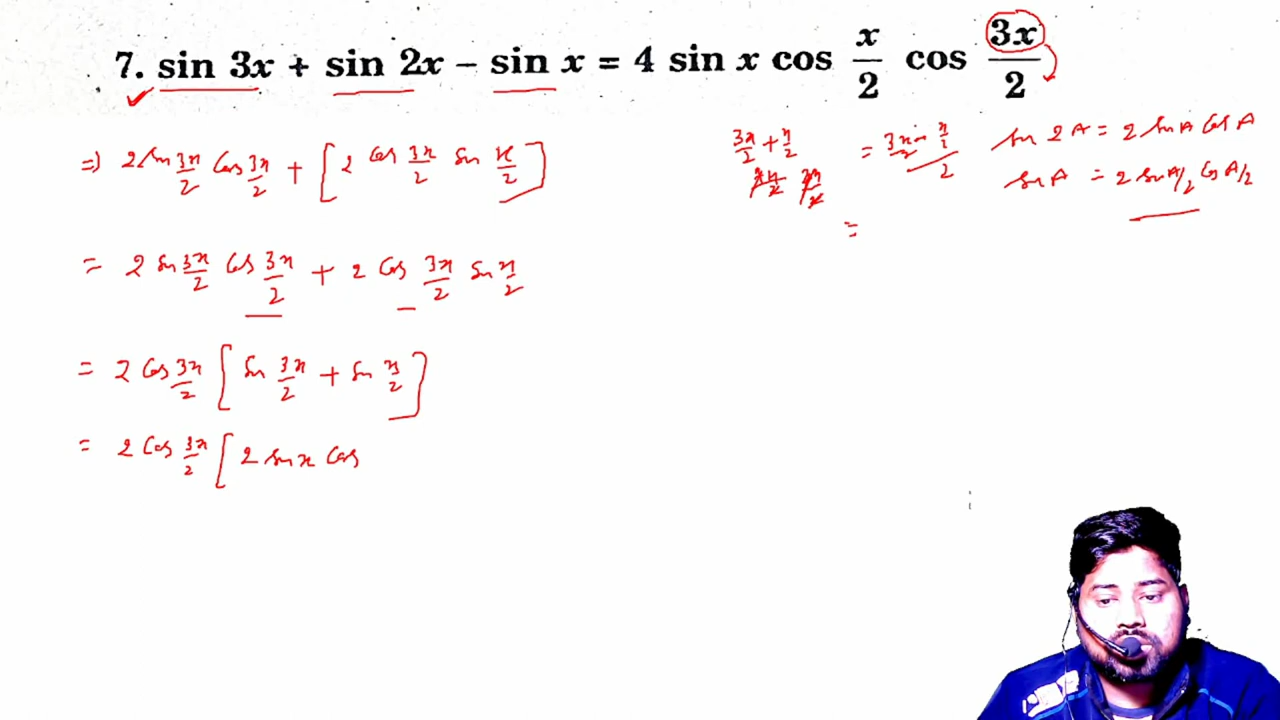 7. sin 3x + sin 2x − sin x = 4 sin x cos x/2 cos 3x/2
⇒) 2 sin 3x/2 cos 3x/2 + [2 cos 3x/2 sin x/2]
= 2 sin 3x/2 cos 3x/2 + 2 cos 3x/2 sin x/2
= 2 cos 3x/2 [sin 3x/2 + sin x/2]
= 2 cos 3x/2 [2 sin x cos
3x/2 + x/2
= 3x/2 − x/2 / 2
=
sin 2A = 2 sin A cos A
sin A = 2 sin A/2 cos A/2